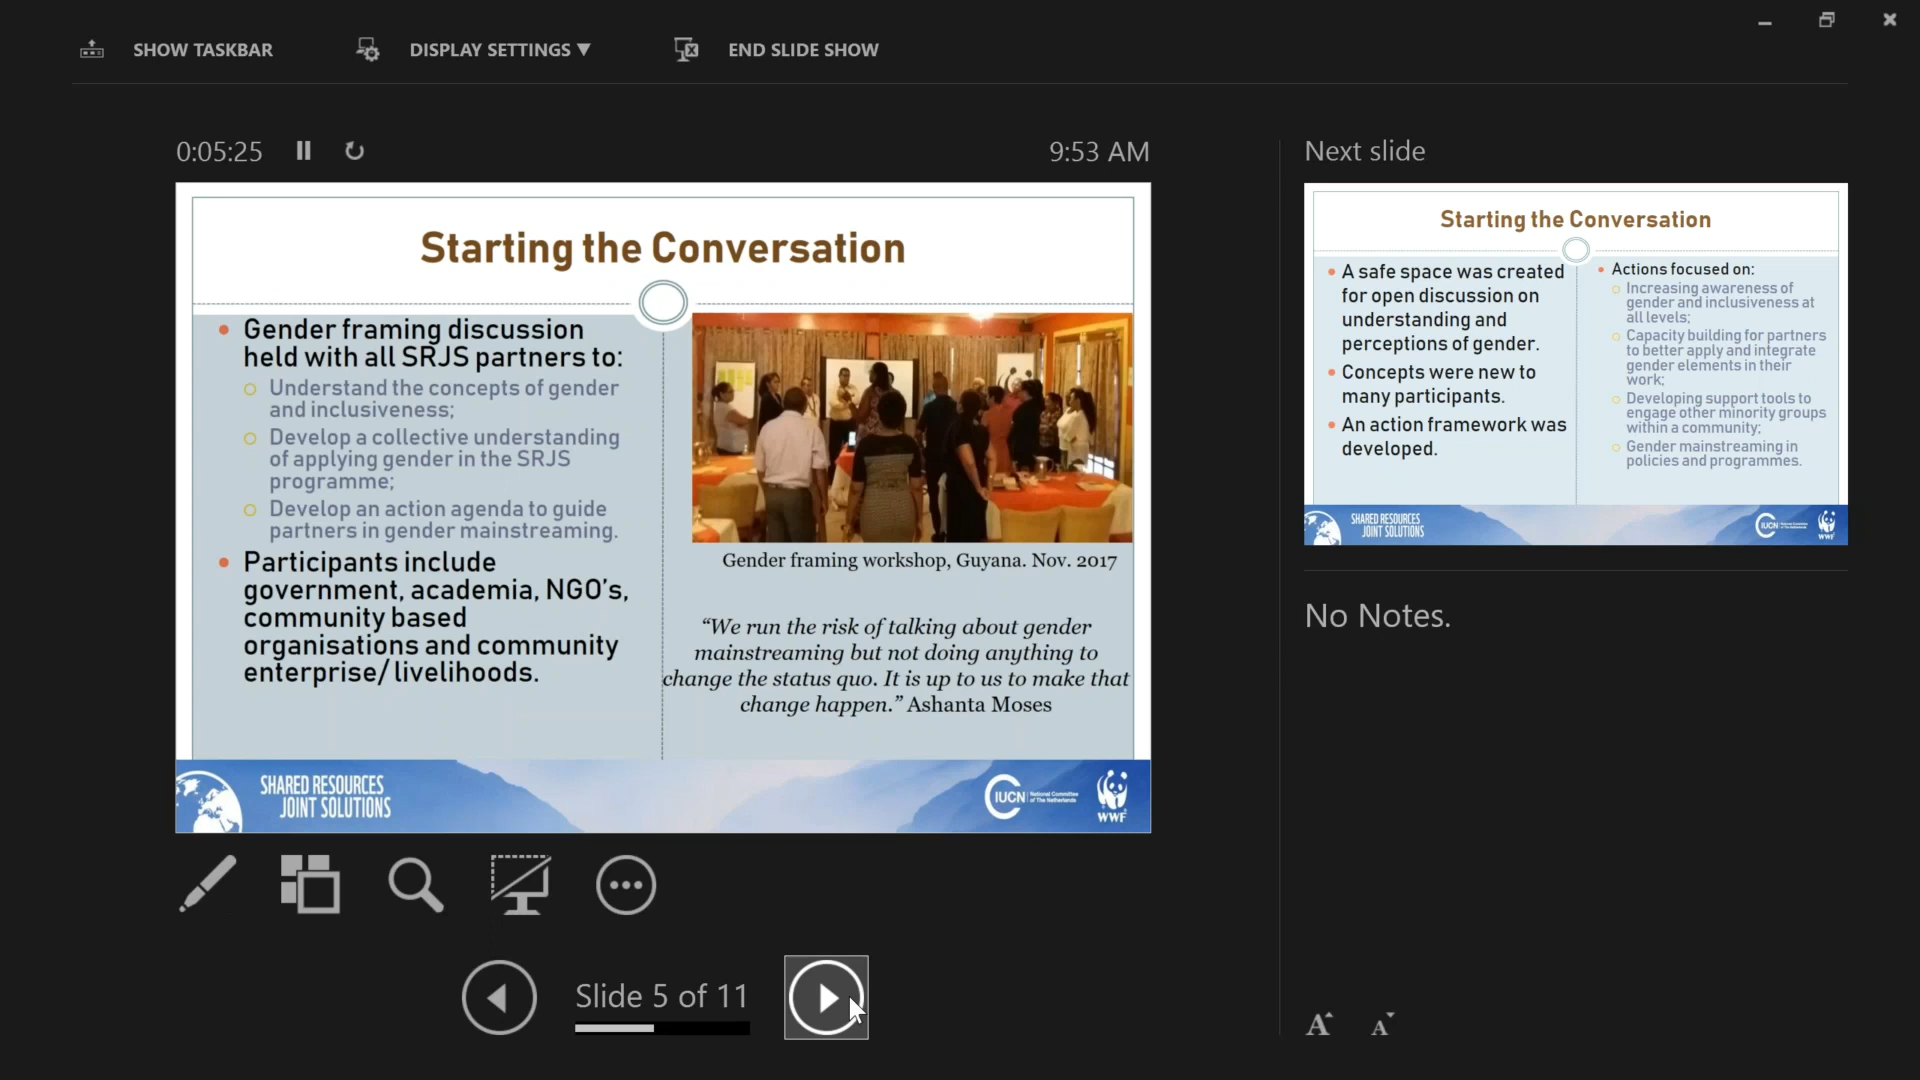 SHOW TASKBAR
DISPLAY SETTINGS ▼
END SLIDE SHOW
0:05:25
9:53 AM
Starting the Conversation
• Gender framing discussion
held with all SRJS partners to:
Understand the concepts of gender
and inclusiveness;
Develop a collective understanding
of applying gender in the SRJS
programme;
Develop an action agenda to guide
partners in gender mainstreaming.
• Participants include
government, academia, NGO's,
community based
organisations and community
enterprise/ livelihoods.
Gender framing workshop, Guyana. Nov. 2017
“We run the risk of talking about gender
mainstreaming but not doing anything to
change the status quo. It is up to us to make that
change happen.” Ashanta Moses
SHARED RESOURCES
JOINT SOLUTIONS
IUCN
National Committee
of The Netherlands
WWF
Slide 5 of 11
Next slide
Starting the Conversation
• A safe space was created
for open discussion on
understanding and
perceptions of gender.
• Concepts were new to
many participants.
• An action framework was
developed.
• Actions focused on:
Increasing awareness of
gender and inclusiveness at
all levels;
Capacity building for partners
to better apply and integrate
gender elements in their
work;
Developing support tools to
engage other minority groups
within a community;
Gender mainstreaming in
policies and programmes.
SHARED RESOURCES
JOINT SOLUTIONS
IUCN
WWF
No Notes.
A A